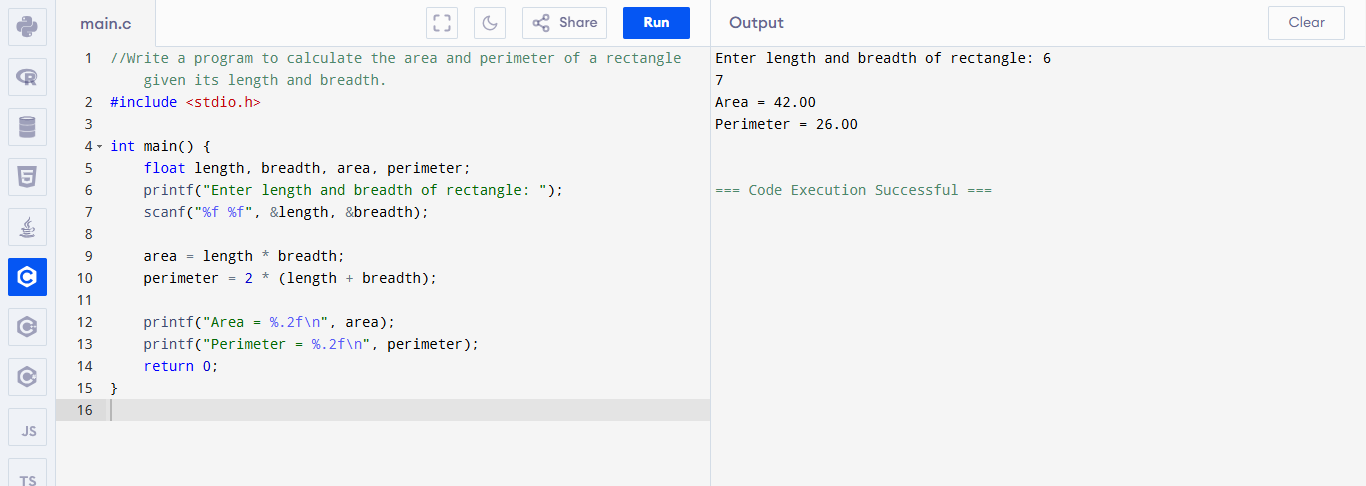 main.c
Share
Run
Output
Clear
1 //Write a program to calculate the area and perimeter of a rectangle
given its length and breadth.
2 #include <stdio.h>
3
4 int main() {
5 float length, breadth, area, perimeter;
6 printf("Enter length and breadth of rectangle: ");
7 scanf("%f %f", &length, &breadth);
8
9 area = length * breadth;
10 perimeter = 2 * (length + breadth);
11
12 printf("Area = %.2f\n", area);
13 printf("Perimeter = %.2f\n", perimeter);
14 return 0;
15 }
16
Enter length and breadth of rectangle: 6
7
Area = 42.00
Perimeter = 26.00
=== Code Execution Successful ===
R
5
C
C
C
JS
TS